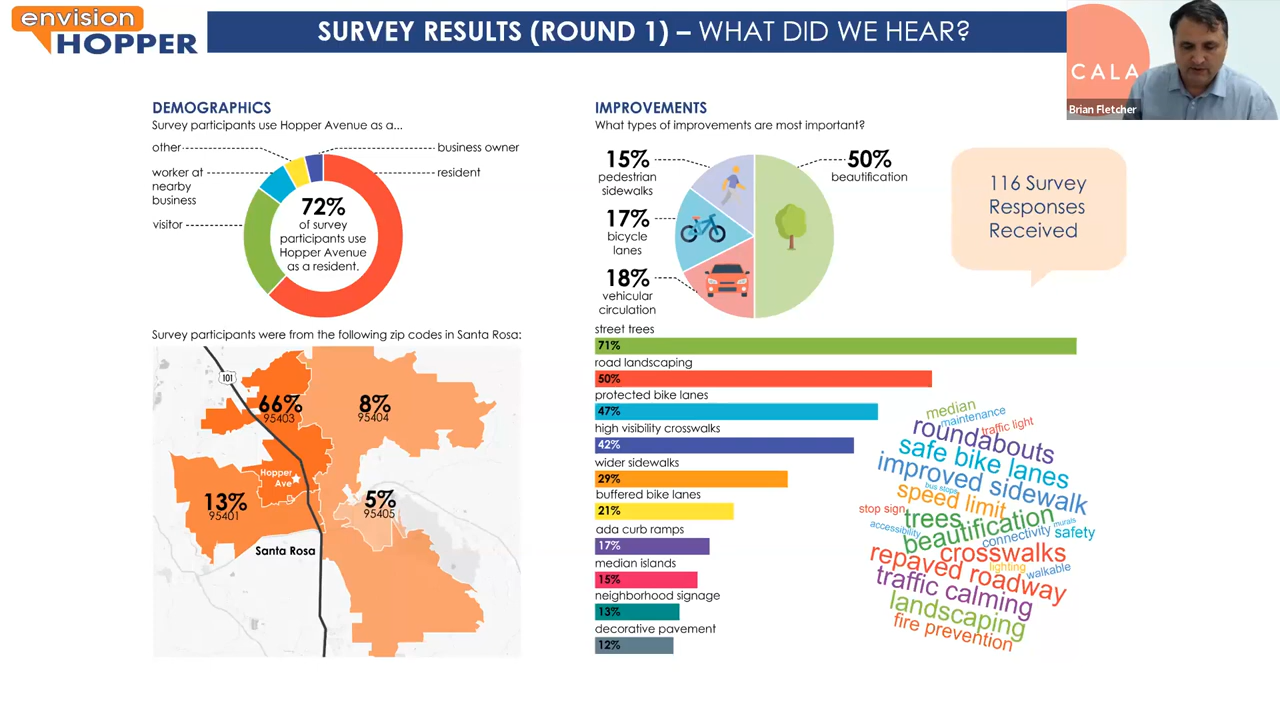 envision
HOPPER
SURVEY RESULTS (ROUND 1) – WHAT DID WE HEAR?
CALA
Brian Fletcher
DEMOGRAPHICS
Survey participants use Hopper Avenue as a...
other
business owner
worker at
nearby
business
resident
visitor
72%
of survey
participants use
Hopper Avenue
as a resident.
Survey participants were from the following zip codes in Santa Rosa:
101
66%
95403
8%
95404
Hopper
Ave
13%
95401
5%
95405
Santa Rosa
IMPROVEMENTS
What types of improvements are most important?
15%
pedestrian
sidewalks
50%
beautification
17%
bicycle
lanes
18%
vehicular
circulation
116 Survey
Responses
Received
street trees
71%
road landscaping
50%
protected bike lanes
47%
high visibility crosswalks
42%
wider sidewalks
29%
buffered bike lanes
21%
ada curb ramps
17%
median islands
15%
neighborhood signage
13%
decorative pavement
12%
median
maintenance
traffic light
roundabouts
safe bike lanes
improved sidewalk
bus stops
speed limit
stop sign
trees
beautification
murals
accessibility
connectivity
safety
crosswalks
repaved roadway
lighting
walkable
traffic calming
landscaping
fire prevention